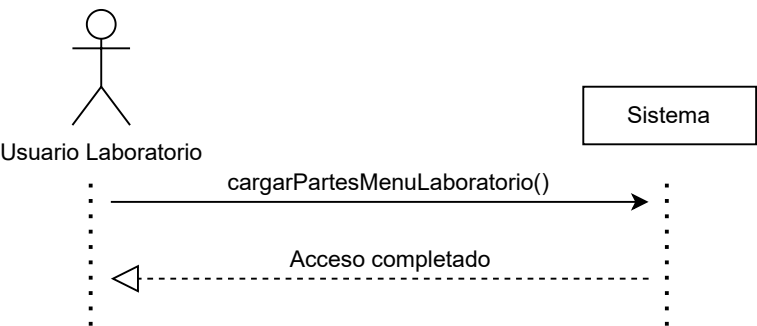 Sistema
Usuario Laboratorio
cargarPartesMenuLaboratorio()
Acceso completado